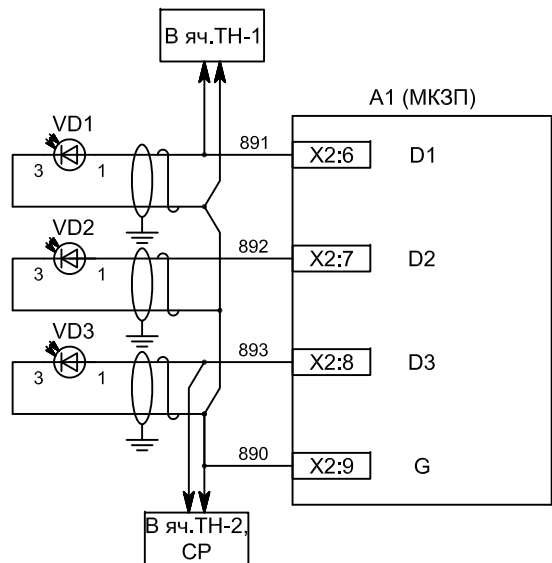 В яч.ТН-1
А1 (МКЗП)
VD1
891
X2:6
D1
3
1
VD2
892
X2:7
D2
3
1
VD3
893
X2:8
D3
3
1
890
X2:9
G
В яч.ТН-2,
СР